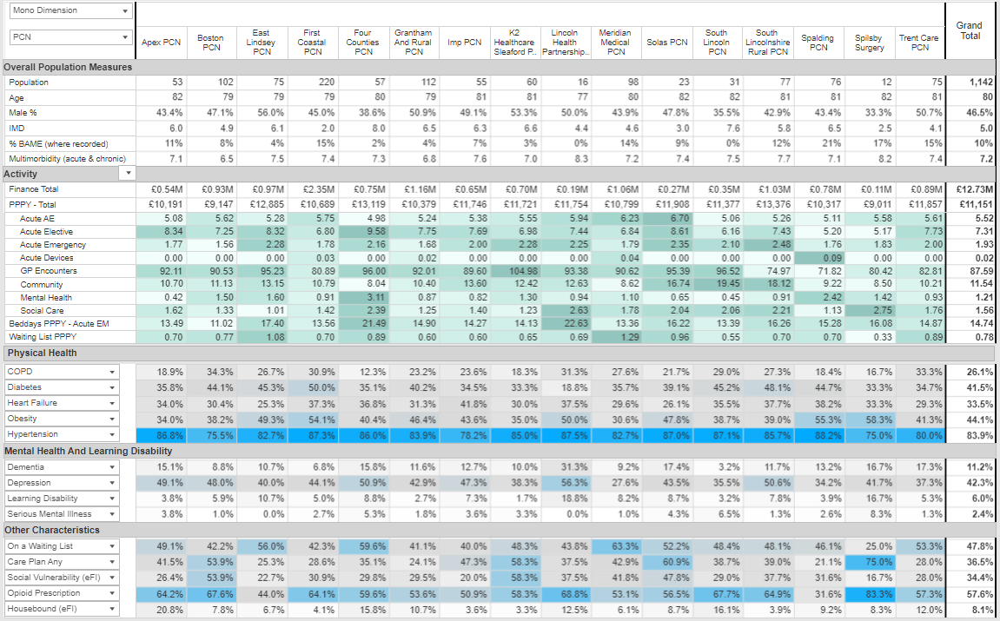 Mono Dimension
PCN
Apex PCN Boston PCN East Lindsey PCN First Coastal PCN Four Counties PCN Grantham And Rural PCN Imp PCN K2 Healthcare Sleaford P.. Lincoln Health Partnership.. Meridian Medical PCN Solas PCN South Lincoln PCN South Lincolnshire Rural PCN Spalding PCN Spilsby Surgery Trent Care PCN Grand Total
Overall Population Measures
Population 53 102 75 220 57 112 55 60 16 98 23 31 77 76 12 75 1,142
Age 82 79 79 79 80 79 81 81 77 80 82 82 81 81 82 81 80
Male % 43.4% 47.1% 56.0% 45.0% 38.6% 50.9% 49.1% 53.3% 50.0% 43.9% 47.8% 35.5% 42.9% 43.4% 33.3% 50.7% 46.5%
IMD 6.0 4.9 6.1 2.0 8.0 6.5 6.3 6.6 4.4 4.6 3.0 7.6 5.8 6.5 2.5 4.1 5.0
% BAME (where recorded) 11% 8% 4% 15% 2% 4% 7% 3% 0% 14% 9% 0% 12% 21% 17% 15% 10%
Multimorbidity (acute & chronic) 7.1 6.5 7.5 7.4 7.3 6.8 7.6 7.0 8.3 7.2 7.4 7.5 7.7 7.1 8.2 7.4 7.2
Activity
Finance Total £0.54M £0.93M £0.97M £2.35M £0.75M £1.16M £0.65M £0.70M £0.19M £1.06M £0.27M £0.35M £1.03M £0.78M £0.11M £0.89M £12.73M
PPPY - Total £10,191 £9,147 £12,885 £10,689 £13,119 £10,379 £11,746 £11,721 £11,754 £10,799 £11,908 £11,377 £13,376 £10,317 £9,011 £11,857 £11,151
Acute AE 5.08 5.62 5.28 5.75 4.98 5.24 5.38 5.55 5.94 6.23 6.70 5.06 5.26 5.11 5.58 5.61 5.52
Acute Elective 8.34 7.25 8.32 6.80 9.58 7.75 7.69 6.98 7.44 6.84 8.61 6.16 7.43 5.20 5.17 7.73 7.31
Acute Emergency 1.77 1.56 2.28 1.78 2.16 1.68 2.00 2.28 2.25 1.79 2.35 2.10 2.48 1.76 1.83 2.00 1.93
Acute Devices 0.00 0.00 0.00 0.03 0.00 0.02 0.00 0.00 0.00 0.04 0.00 0.00 0.00 0.09 0.00 0.00 0.02
GP Encounters 92.11 90.53 95.23 80.89 96.00 92.01 89.60 104.98 93.38 90.62 95.39 96.52 74.97 71.82 80.42 82.81 87.59
Community 10.70 11.13 13.15 10.79 8.04 10.40 13.60 12.42 12.63 8.62 16.74 19.45 18.12 9.22 8.50 10.21 11.54
Mental Health 0.42 1.50 1.60 0.91 3.11 0.87 0.82 1.30 0.94 1.10 0.65 0.45 0.91 2.42 1.42 0.93 1.21
Social Care 1.62 1.33 1.01 1.42 2.39 1.25 1.40 1.23 2.63 1.78 2.04 2.06 2.21 1.13 2.75 1.76 1.56
Beddays PPPY - Acute EM 13.49 11.02 17.40 13.56 21.49 14.90 14.27 14.13 22.63 13.36 16.22 13.39 16.26 15.28 16.08 14.87 14.74
Waiting List PPPY 0.70 0.77 1.08 0.70 0.89 0.60 0.60 0.65 0.69 1.29 0.96 0.55 0.70 0.70 0.33 0.89 0.78
Physical Health
COPD 18.9% 34.3% 26.7% 30.9% 12.3% 23.2% 23.6% 18.3% 31.3% 27.6% 21.7% 29.0% 27.3% 18.4% 16.7% 33.3% 26.1%
Diabetes 35.8% 44.1% 45.3% 50.0% 35.1% 40.2% 34.5% 33.3% 18.8% 35.7% 39.1% 45.2% 48.1% 44.7% 33.3% 34.7% 41.5%
Heart Failure 34.0% 30.4% 25.3% 37.3% 36.8% 31.3% 41.8% 30.0% 37.5% 29.6% 26.1% 35.5% 37.7% 38.2% 33.3% 29.3% 33.5%
Obesity 34.0% 38.2% 49.3% 54.1% 40.4% 46.4% 43.6% 35.0% 50.0% 30.6% 47.8% 38.7% 39.0% 55.3% 58.3% 41.3% 44.1%
Hypertension 86.8% 75.5% 82.7% 87.3% 86.0% 83.9% 78.2% 85.0% 87.5% 82.7% 87.0% 87.1% 85.7% 88.2% 75.0% 80.0% 83.9%
Mental Health And Learning Disability
Dementia 15.1% 8.8% 10.7% 6.8% 15.8% 11.6% 12.7% 10.0% 31.3% 9.2% 17.4% 3.2% 11.7% 13.2% 16.7% 17.3% 11.2%
Depression 49.1% 48.0% 40.0% 44.1% 50.9% 42.9% 47.3% 38.3% 56.3% 27.6% 43.5% 35.5% 50.6% 34.2% 41.7% 37.3% 42.3%
Learning Disability 3.8% 5.9% 10.7% 5.0% 8.8% 2.7% 7.3% 1.7% 18.8% 8.2% 8.7% 3.2% 7.8% 3.9% 16.7% 5.3% 6.0%
Serious Mental Illness 3.8% 1.0% 0.0% 2.7% 5.3% 1.8% 3.6% 3.3% 0.0% 1.0% 4.3% 6.5% 1.3% 2.6% 8.3% 1.3% 2.4%
Other Characteristics
On a Waiting List 49.1% 42.2% 56.0% 42.3% 59.6% 41.1% 40.0% 48.3% 43.8% 63.3% 52.2% 48.4% 48.1% 46.1% 25.0% 53.3% 47.8%
Care Plan Any 41.5% 53.9% 25.3% 28.6% 35.1% 24.1% 47.3% 58.3% 37.5% 42.9% 60.9% 38.7% 39.0% 21.1% 75.0% 28.0% 36.5%
Social Vulnerability (eFI) 26.4% 53.9% 22.7% 30.9% 29.8% 29.5% 20.0% 58.3% 37.5% 41.8% 47.8% 29.0% 37.7% 31.6% 16.7% 28.0% 34.4%
Opioid Prescription 64.2% 67.6% 44.0% 64.1% 59.6% 53.6% 50.9% 58.3% 68.8% 53.1% 56.5% 67.7% 64.9% 31.6% 83.3% 57.3% 57.6%
Housebound (eFI) 20.8% 7.8% 6.7% 4.1% 15.8% 10.7% 3.6% 3.3% 12.5% 6.1% 8.7% 16.1% 3.9% 9.2% 8.3% 12.0% 8.1%